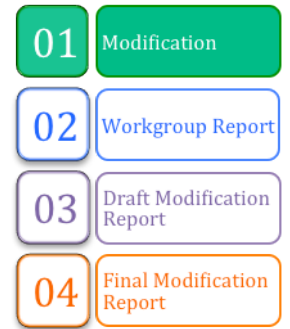 01 Modification
02 Workgroup Report
03 Draft Modification
Report
04 Final Modification
Report